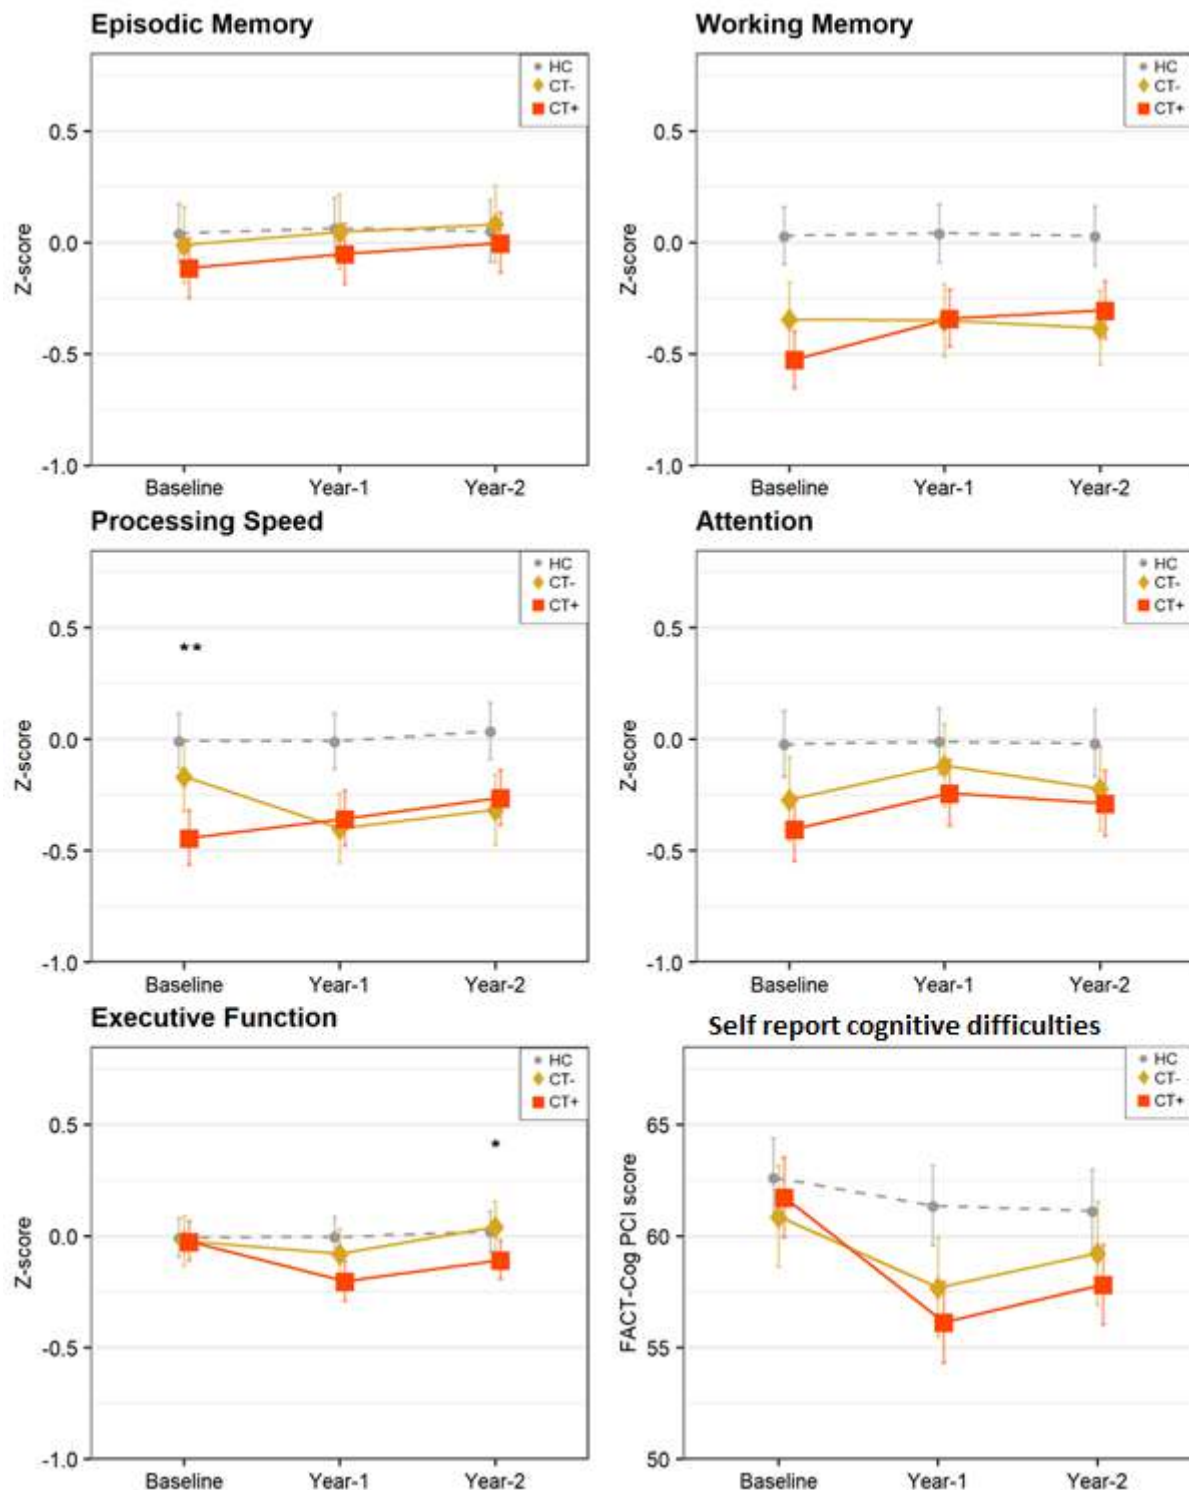 Episodic Memory
HC
CT-
CT+
0.5
0.0
-0.5
-1.0
Z-score
Baseline Year-1 Year-2
Working Memory
HC
CT-
CT+
0.5
0.0
-0.5
-1.0
Z-score
Baseline Year-1 Year-2
Processing Speed
HC
CT-
CT+
0.5
**
0.0
-0.5
-1.0
Z-score
Baseline Year-1 Year-2
Attention
HC
CT-
CT+
0.5
0.0
-0.5
-1.0
Z-score
Baseline Year-1 Year-2
Executive Function
HC
CT-
CT+
0.5
*
0.0
-0.5
-1.0
Z-score
Baseline Year-1 Year-2
Self report cognitive difficulties
HC
CT-
CT+
65
60
55
50
FACT-Cog PCI score
Baseline Year-1 Year-2